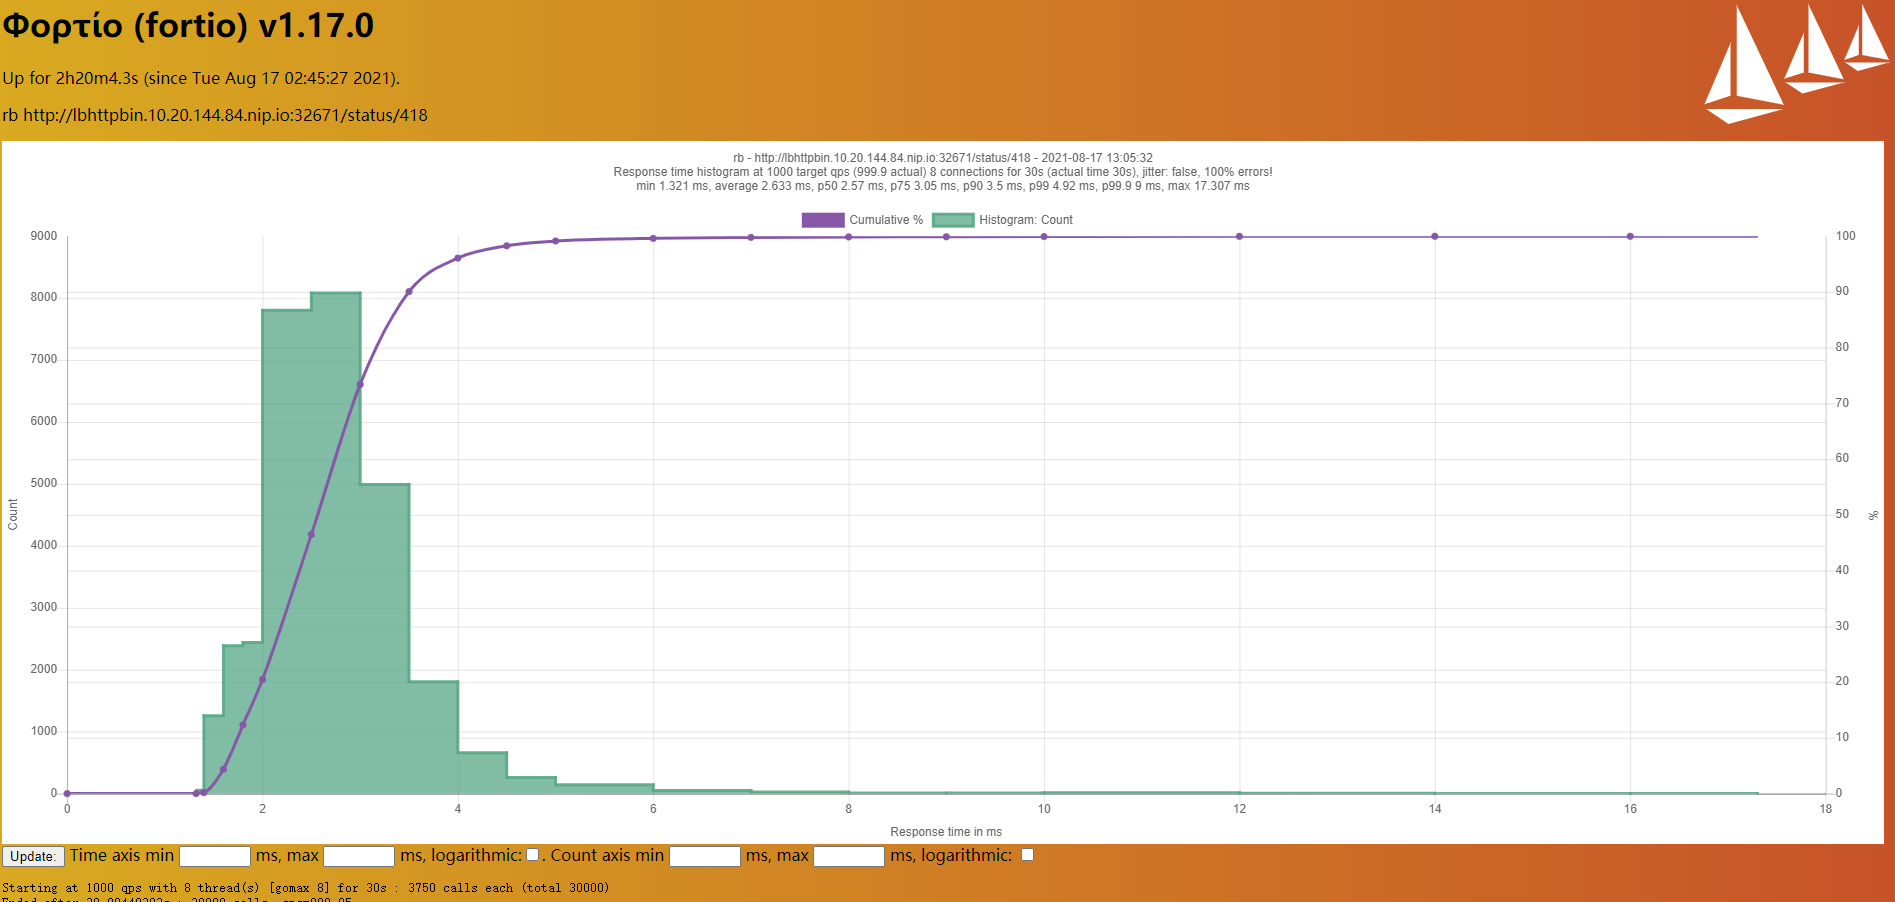 Φορτίο (fortio) v1.17.0
Up for 2h20m4.3s (since Tue Aug 17 02:45:27 2021).
rb http://lbhttpbin.10.20.144.84.nip.io:32671/status/418
rb - http://lbhttpbin.10.20.144.84.nip.io:32671/status/418 - 2021-08-17 13:05:32
Response time histogram at 1000 target qps (999.9 actual) 8 connections for 30s (actual time 30s), jitter: false, 100% errors!
min 1.321 ms, average 2.633 ms, p50 2.57 ms, p75 3.05 ms, p90 3.5 ms, p99 4.92 ms, p99.9 9 ms, max 17.307 ms
Cumulative % Histogram: Count
9000 100
90
8000
80
7000
70
6000
60
5000
50
4000
40
3000
30
2000
20
1000
10
0 0
Count
%
0 2 4 6 8 10 12 14 16 18
Response time in ms
Update: Time axis min ms, max ms, logarithmic: . Count axis min ms, max ms, logarithmic:
Starting at 1000 qps with 8 thread(s) [gomax 8] for 30s : 3750 calls each (total 30000)
Ended after